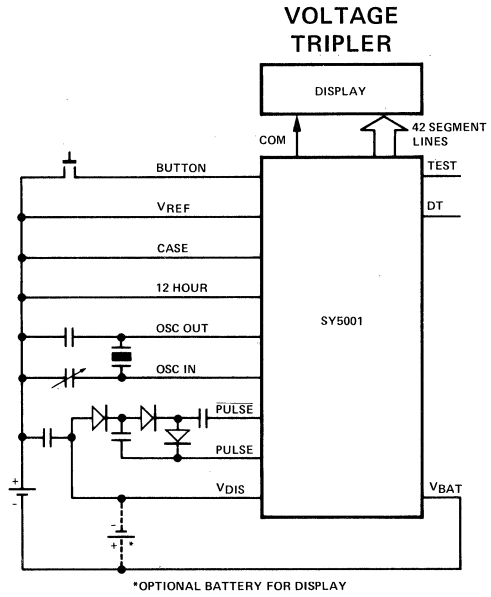 VOLTAGE
TRIPLER
DISPLAY
COM
42 SEGMENT
LINES
BUTTON
TEST
VREF
DT
CASE
12 HOUR
SY5001
OSC OUT
OSC IN
PULSE
PULSE
VDIS
VBAT
+
-
-
+
*
*OPTIONAL BATTERY FOR DISPLAY